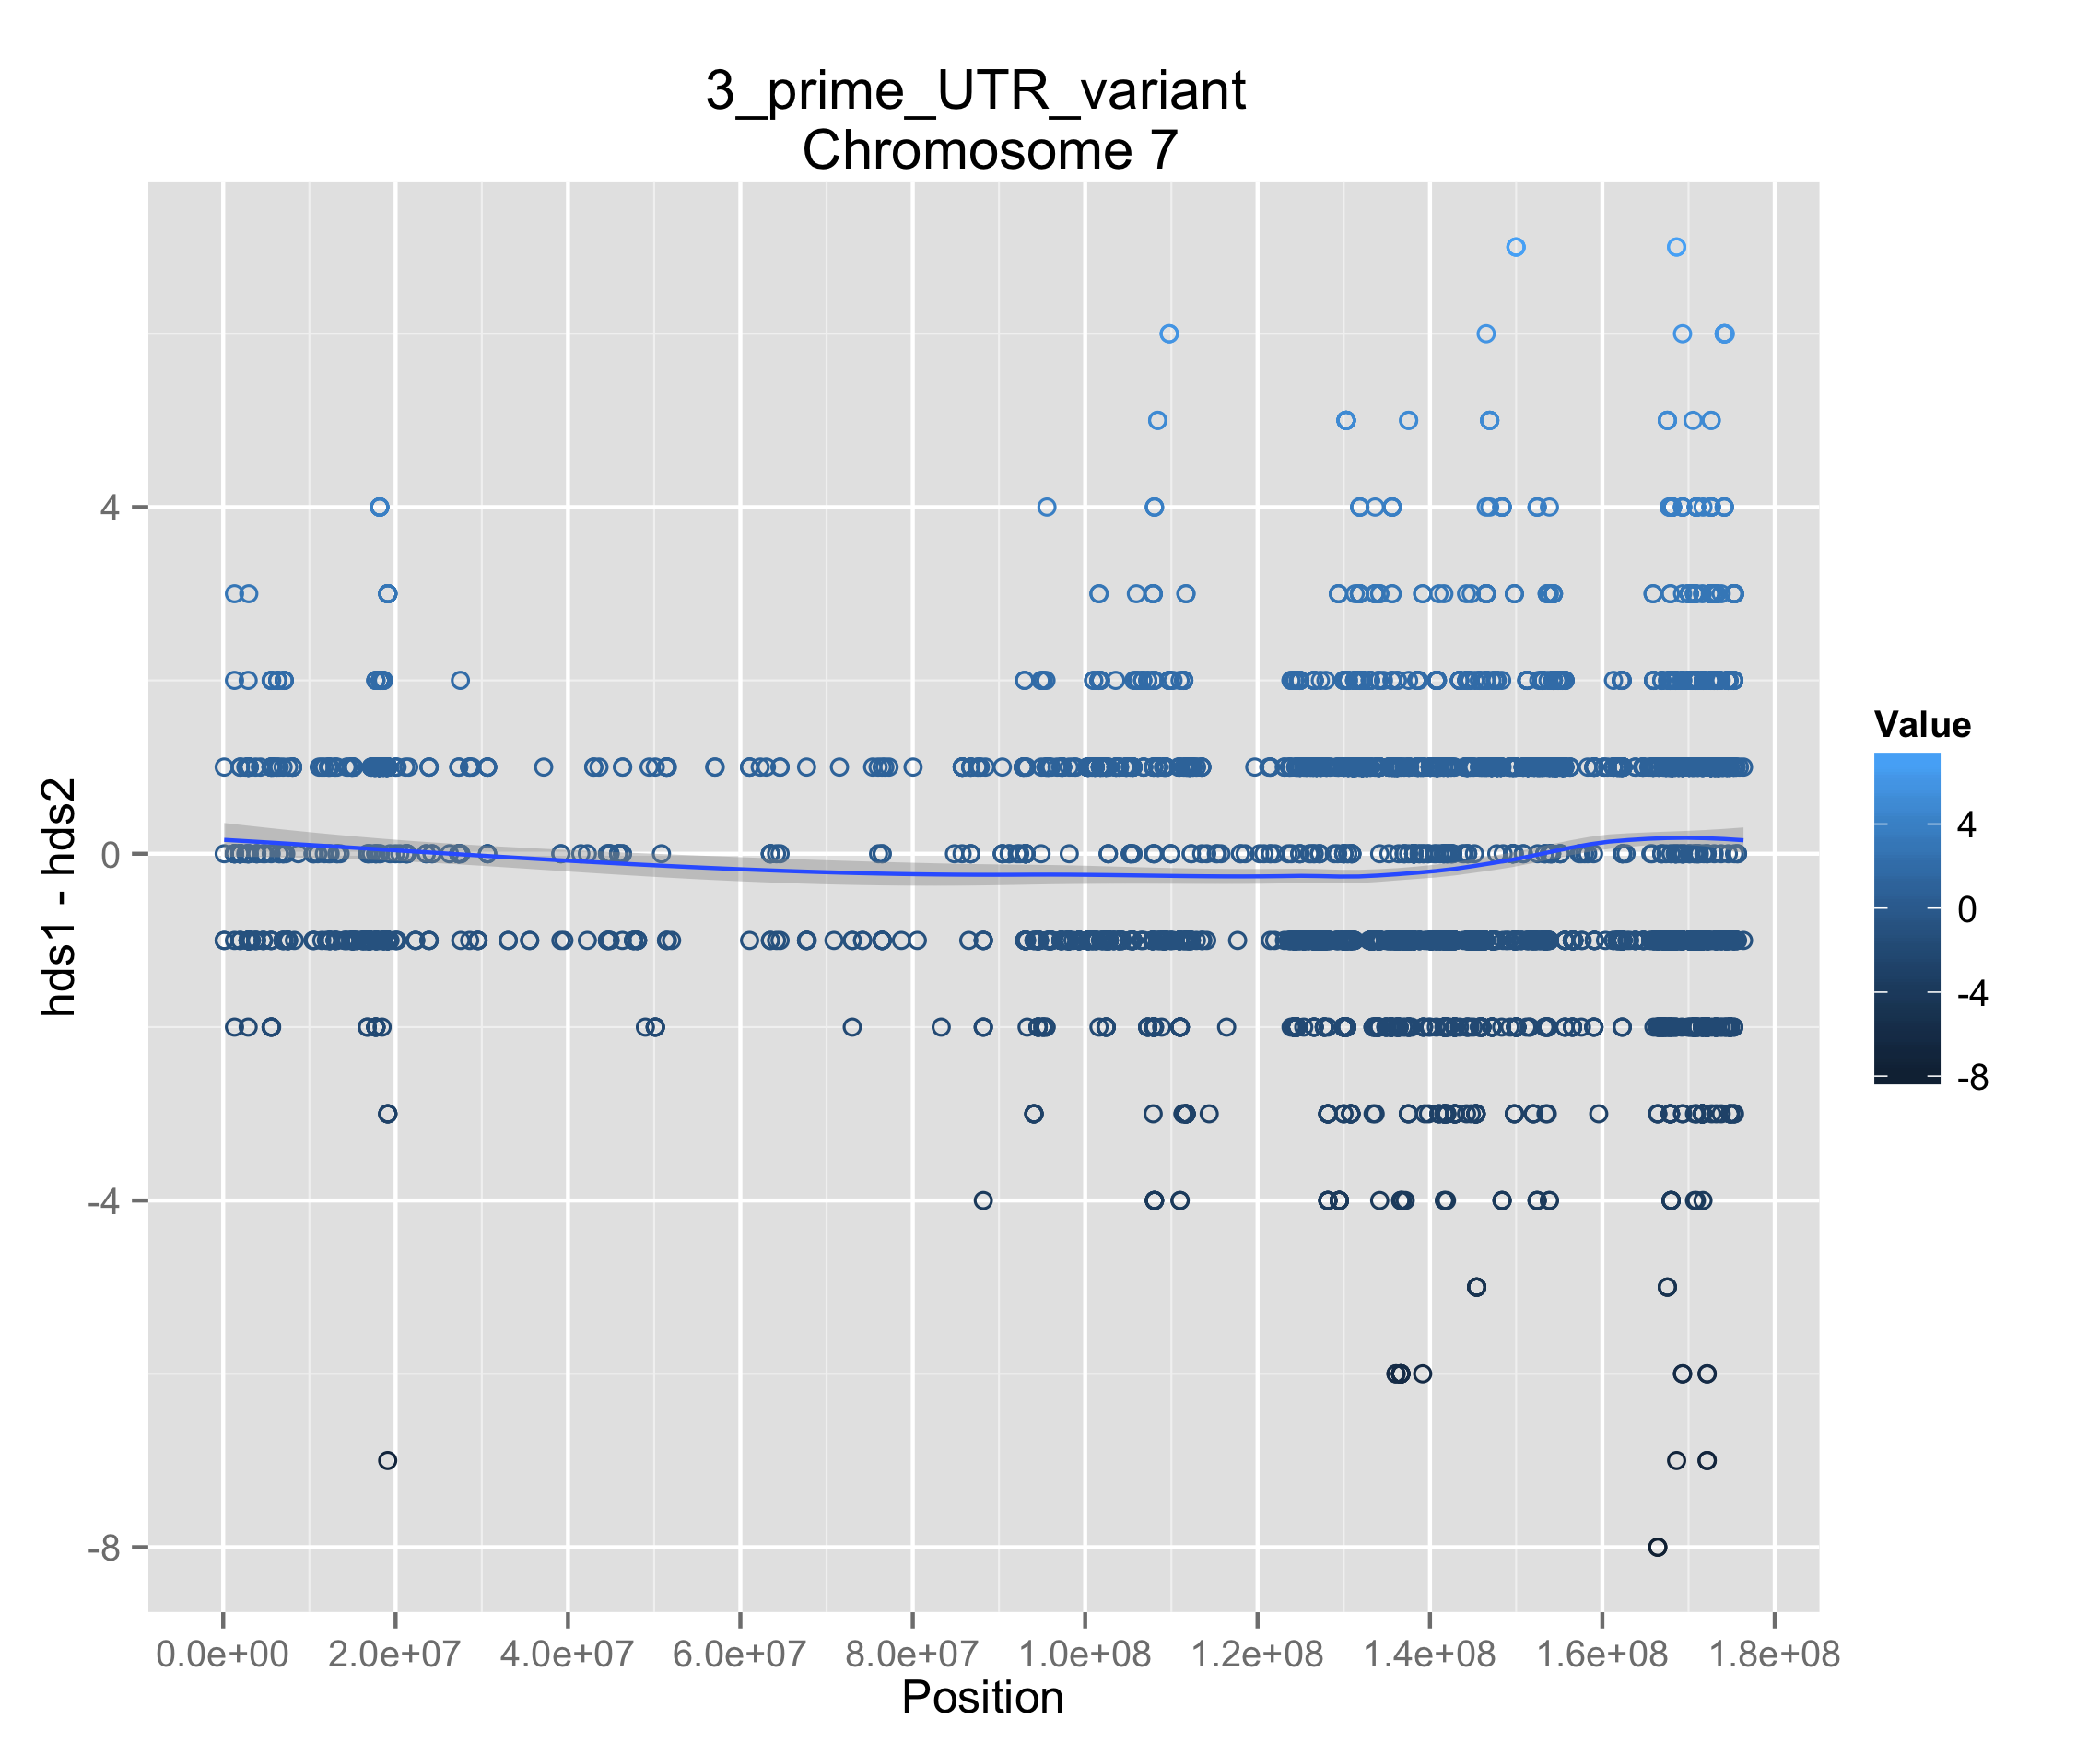 3_prime_UTR_variant
Chromosome 7
hds1 - hds2
4
0
-4
-8
0.0e+00 2.0e+07 4.0e+07 6.0e+07 8.0e+07 1.0e+08 1.2e+08 1.4e+08 1.6e+08 1.8e+08
Position
Value
4
0
-4
-8